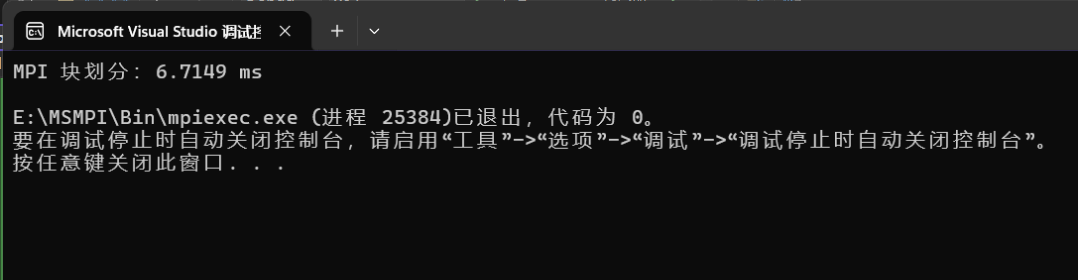 Microsoft Visual Studio 调试控
MPI 块划分：6.7149 ms
E:\MSMPI\Bin\mpiexec.exe (进程 25384)已退出，代码为 0。
要在调试停止时自动关闭控制台，请启用“工具”->“选项”->“调试”->“调试停止时自动关闭控制台”。
按任意键关闭此窗口. . .